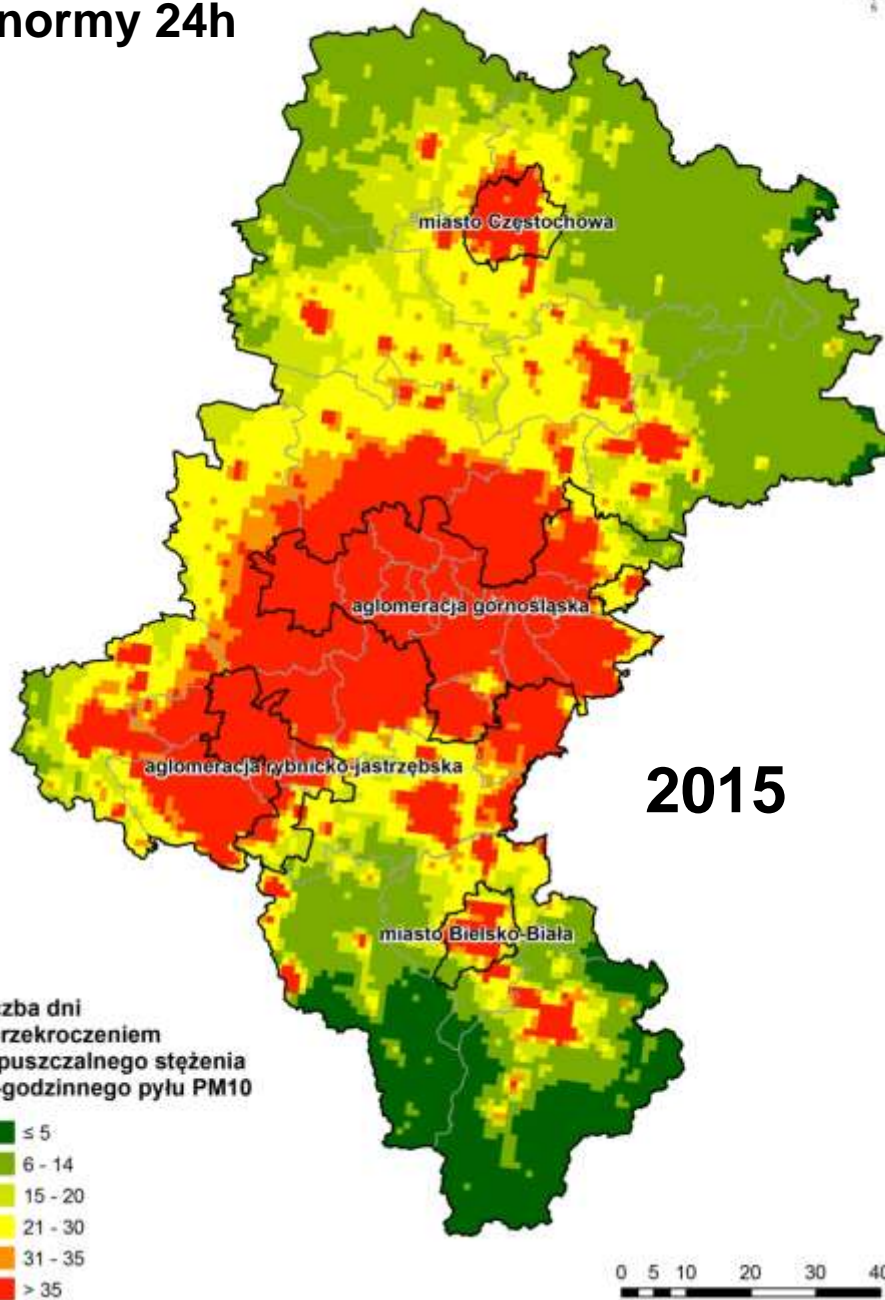 normy 24h
6
miasto Częstochowa
aglomeracja górnośląska
aglomeracja rybnicko-jastrzębska
2015
miasto Bielsko-Biała
zba dni
rzekroczeniem
puszczalnego stężenia
-godzinnego pyłu PM10
≤ 5
6 - 14
15 - 20
21 - 30
31 - 35
> 35
0 5 10 20 30 40